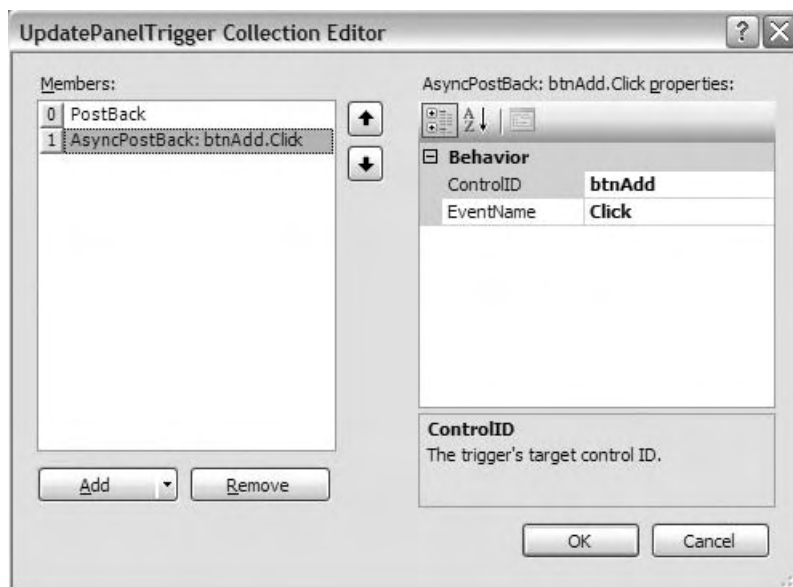 UpdatePanelTrigger Collection Editor
?
Members:
0 PostBack
1 AsyncPostBack: btnAdd.Click
Add
Remove
AsyncPostBack: btnAdd.Click properties:
Behavior
ControlID btnAdd
EventName Click
ControlID
The trigger's target control ID.
OK
Cancel